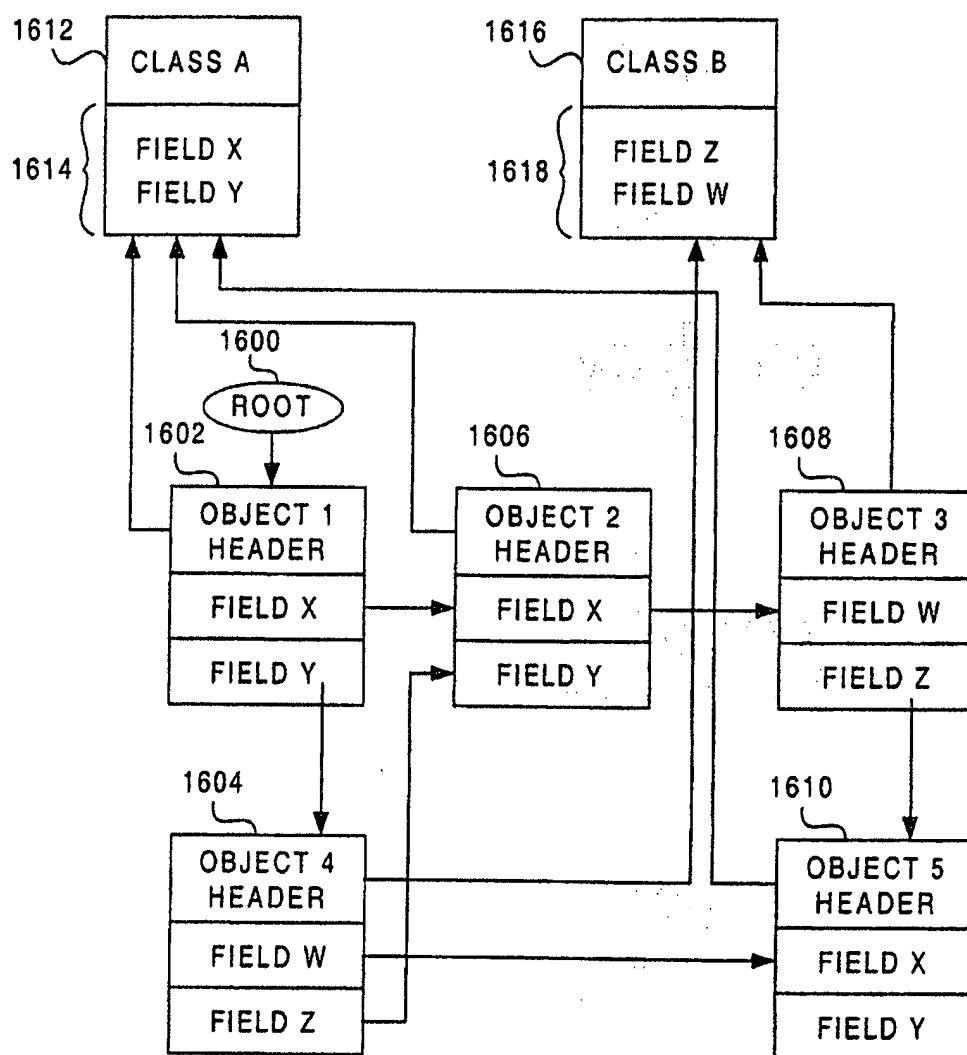 1612
CLASS A
1614
FIELD X
FIELD Y
1616
CLASS B
1618
FIELD Z
FIELD W
1600
ROOT
1602
OBJECT 1
HEADER
FIELD X
FIELD Y
1606
OBJECT 2
HEADER
FIELD X
FIELD Y
1608
OBJECT 3
HEADER
FIELD W
FIELD Z
1604
OBJECT 4
HEADER
FIELD W
FIELD Z
1610
OBJECT 5
HEADER
FIELD X
FIELD Y